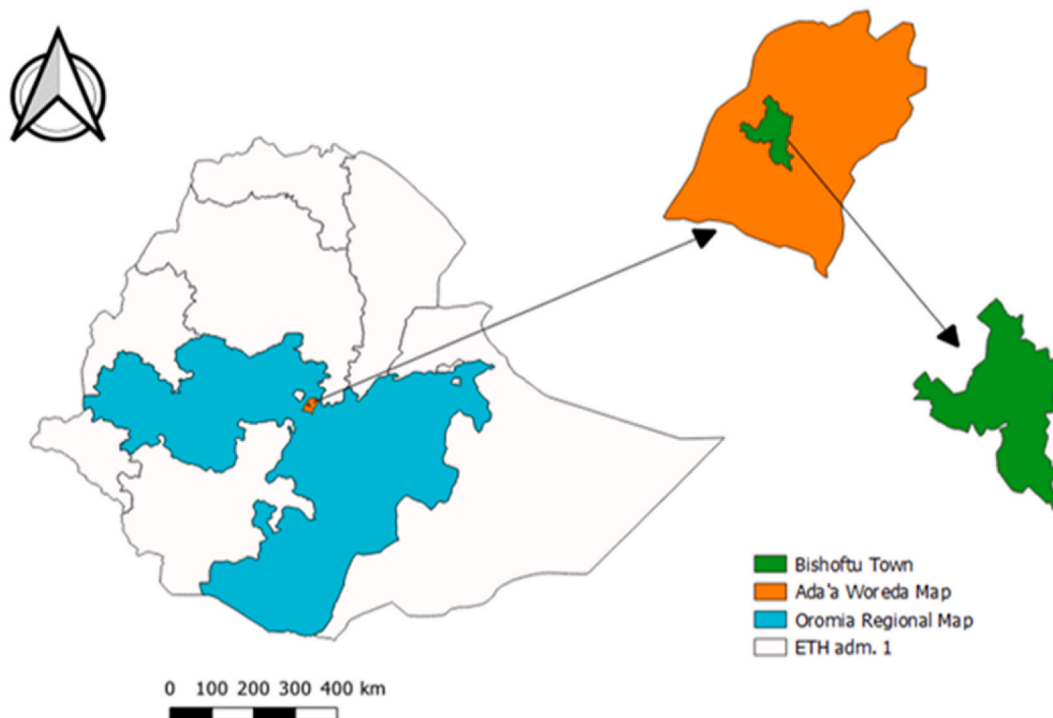 Bishoftu Town
Ada'a Woreda Map
Oromia Regional Map
ETH adm. 1
0 100 200 300 400 km